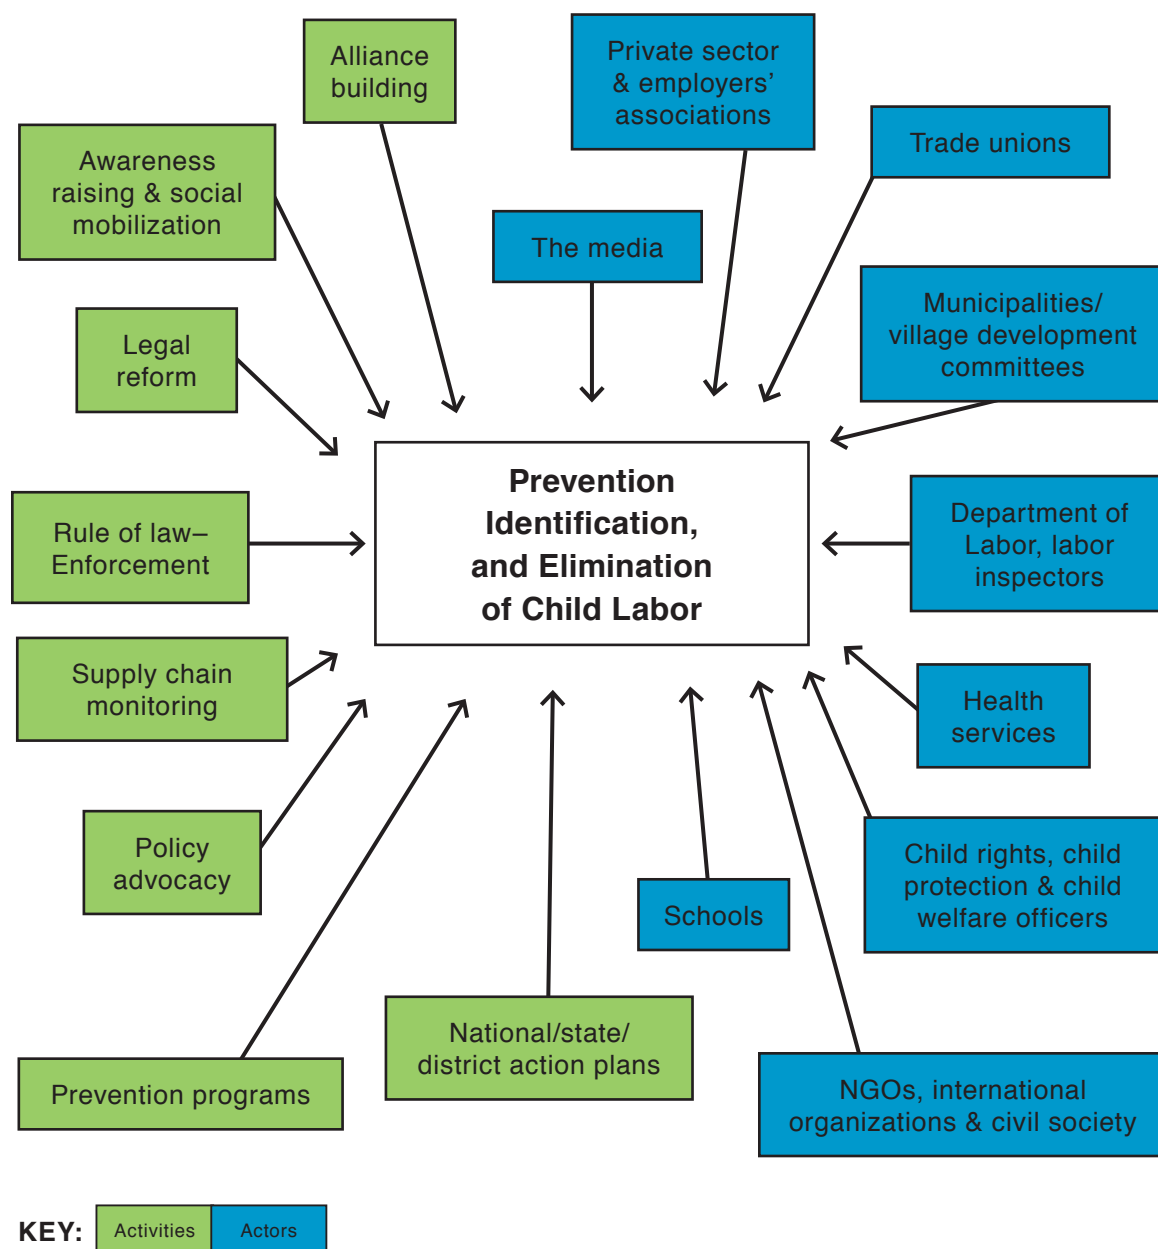 Alliance
building
Private sector
& employers'
associations
Trade unions
Awareness
raising & social
mobilization
The media
Municipalities/
village development
committees
Legal
reform
Prevention
Identification,
and Elimination
of Child Labor
Rule of law–
Enforcement
Department of
Labor, labor
inspectors
Supply chain
monitoring
Health
services
Policy
advocacy
Child rights, child
protection & child
welfare officers
Schools
National/state/
district action plans
Prevention programs
NGOs, international
organizations & civil society
KEY: Activities Actors